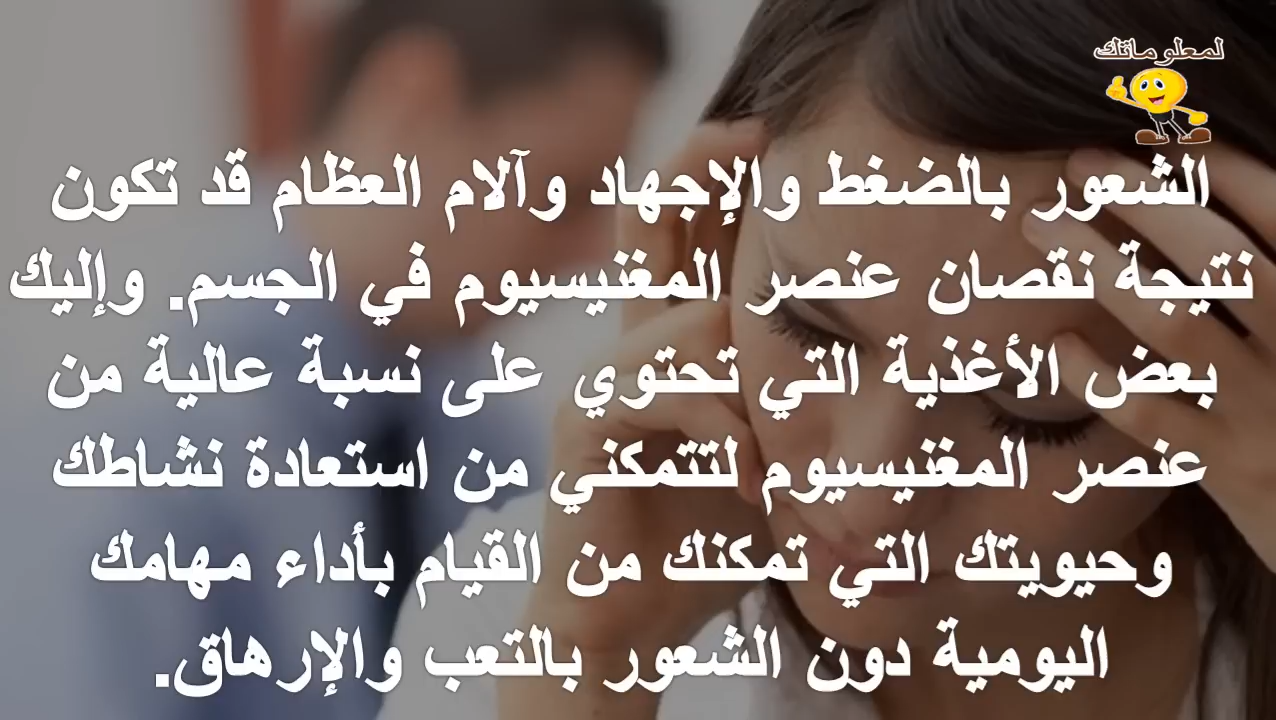 لمعلوماتك
الشعور بالضغط والإجهاد وآلام العظام قد تكون
نتيجة نقصان عنصر المغنيسيوم في الجسم. وإليك
بعض الأغذية التي تحتوي على نسبة عالية من
عنصر المغنيسيوم لتتمكني من استعادة نشاطك
وحيويتك التي تمكنك من القيام بأداء مهامك
اليومية دون الشعور بالتعب والإرهاق.